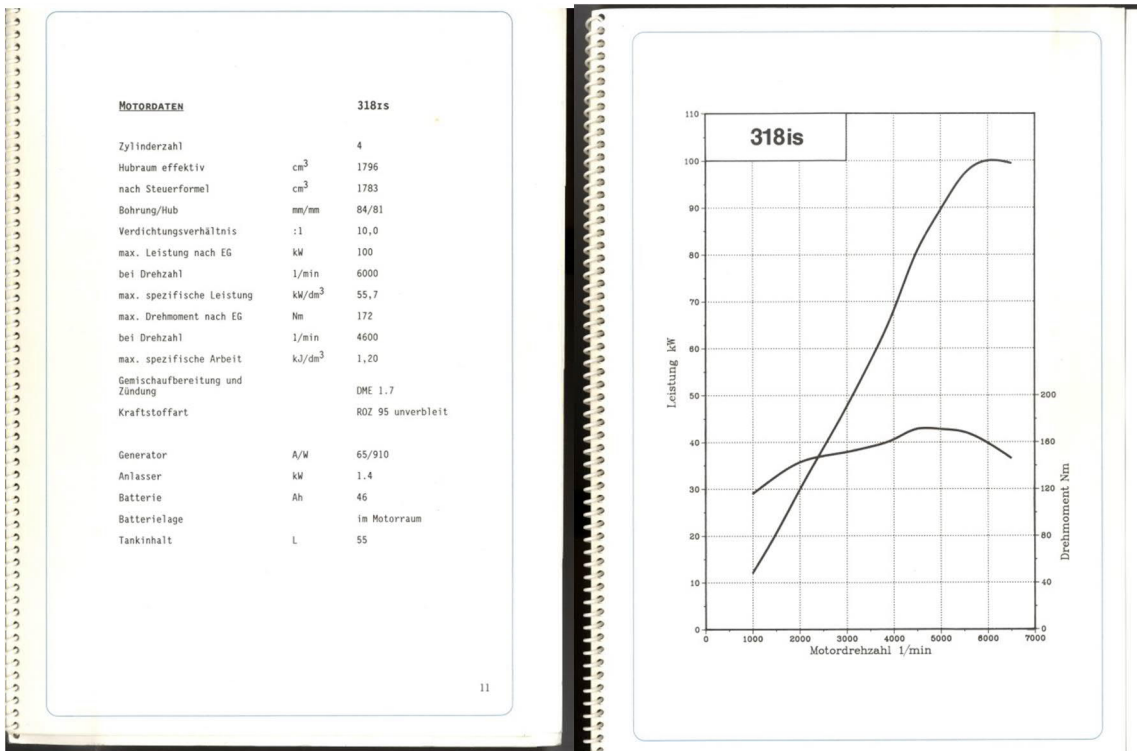 MOTORDATEN 318IS
Zylinderzahl 4
Hubraum effektiv cm³ 1796
nach Steuerformel cm³ 1783
Bohrung/Hub mm/mm 84/81
Verdichtungsverhältnis :1 10,0
max. Leistung nach EG kW 100
bei Drehzahl 1/min 6000
max. spezifische Leistung kW/dm³ 55,7
max. Drehmoment nach EG Nm 172
bei Drehzahl 1/min 4600
max. spezifische Arbeit kJ/dm³ 1,20
Gemischaufbereitung und
Zündung DME 1.7
Kraftstoffart ROZ 95 unverbleit
Generator A/W 65/910
Anlasser kW 1.4
Batterie Ah 46
Batterielage im Motorraum
Tankinhalt L 55
11
318is
110
100
90
80
70
60
50
40
30
20
10
0
Leistung kW
200
160
120
80
40
0
Drehmoment Nm
0 1000 2000 3000 4000 5000 6000 7000
Motordrehzahl 1/min